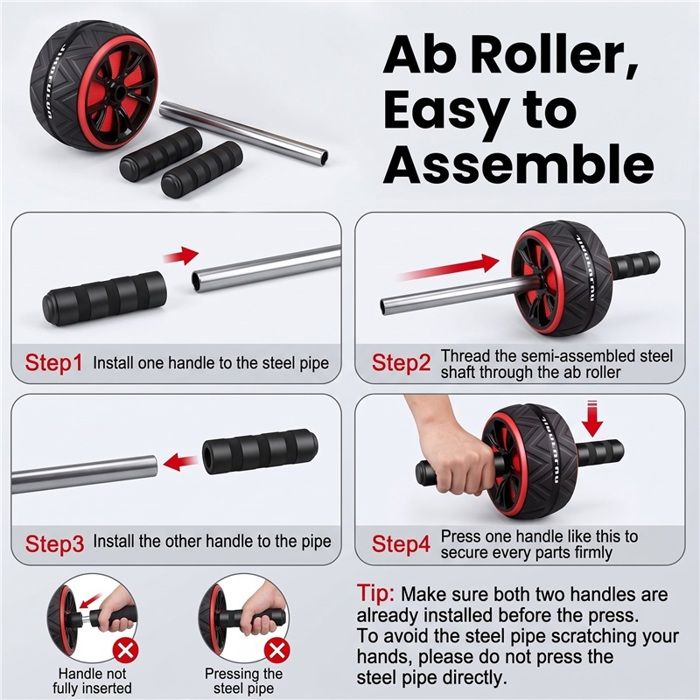 Ab Roller,
Easy to
Assemble
Step1 Install one handle to the steel pipe
Step2 Thread the semi-assembled steel
shaft through the ab roller
Step3 Install the other handle to the pipe
Step4 Press one handle like this to
secure every parts firmly
Handle not
fully inserted
Pressing the
steel pipe
Tip: Make sure both two handles are
already installed before the press.
To avoid the steel pipe scratching your
hands, please do not press the
steel pipe directly.